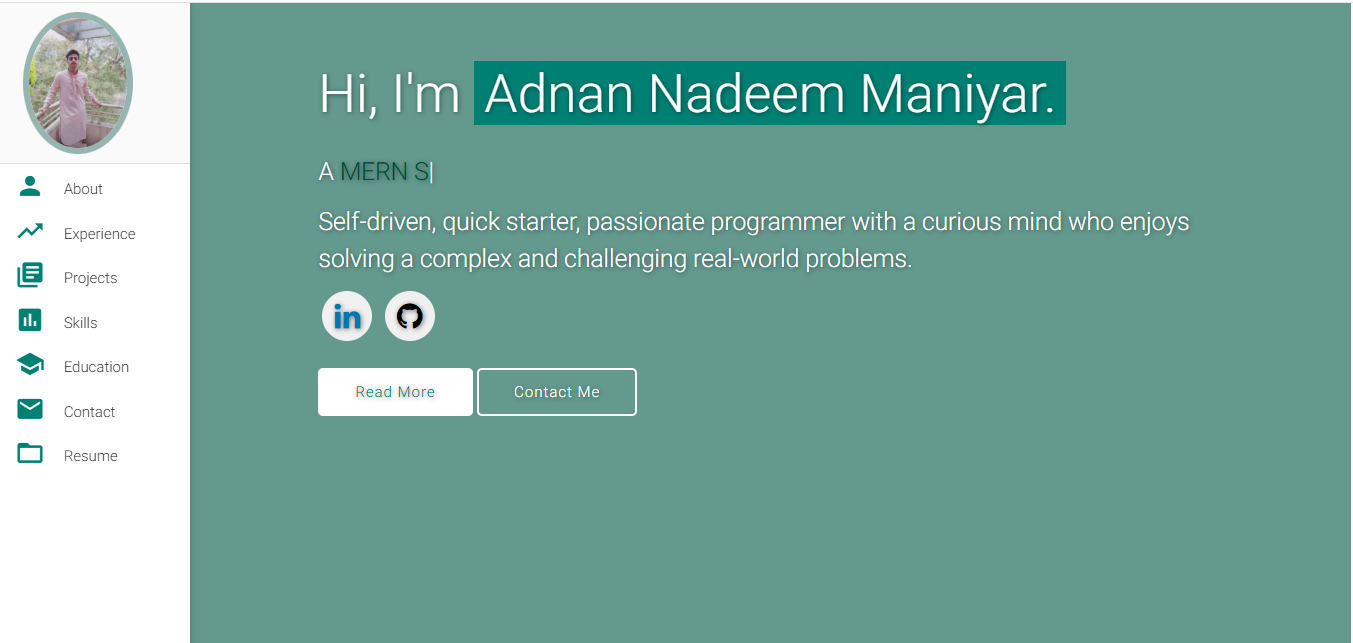 About
Experience
Projects
Skills
Education
Contact
Resume
Hi, I'm Adnan Nadeem Maniyar.
A MERN S|
Self-driven, quick starter, passionate programmer with a curious mind who enjoys
solving a complex and challenging real-world problems.
in
Read More Contact Me